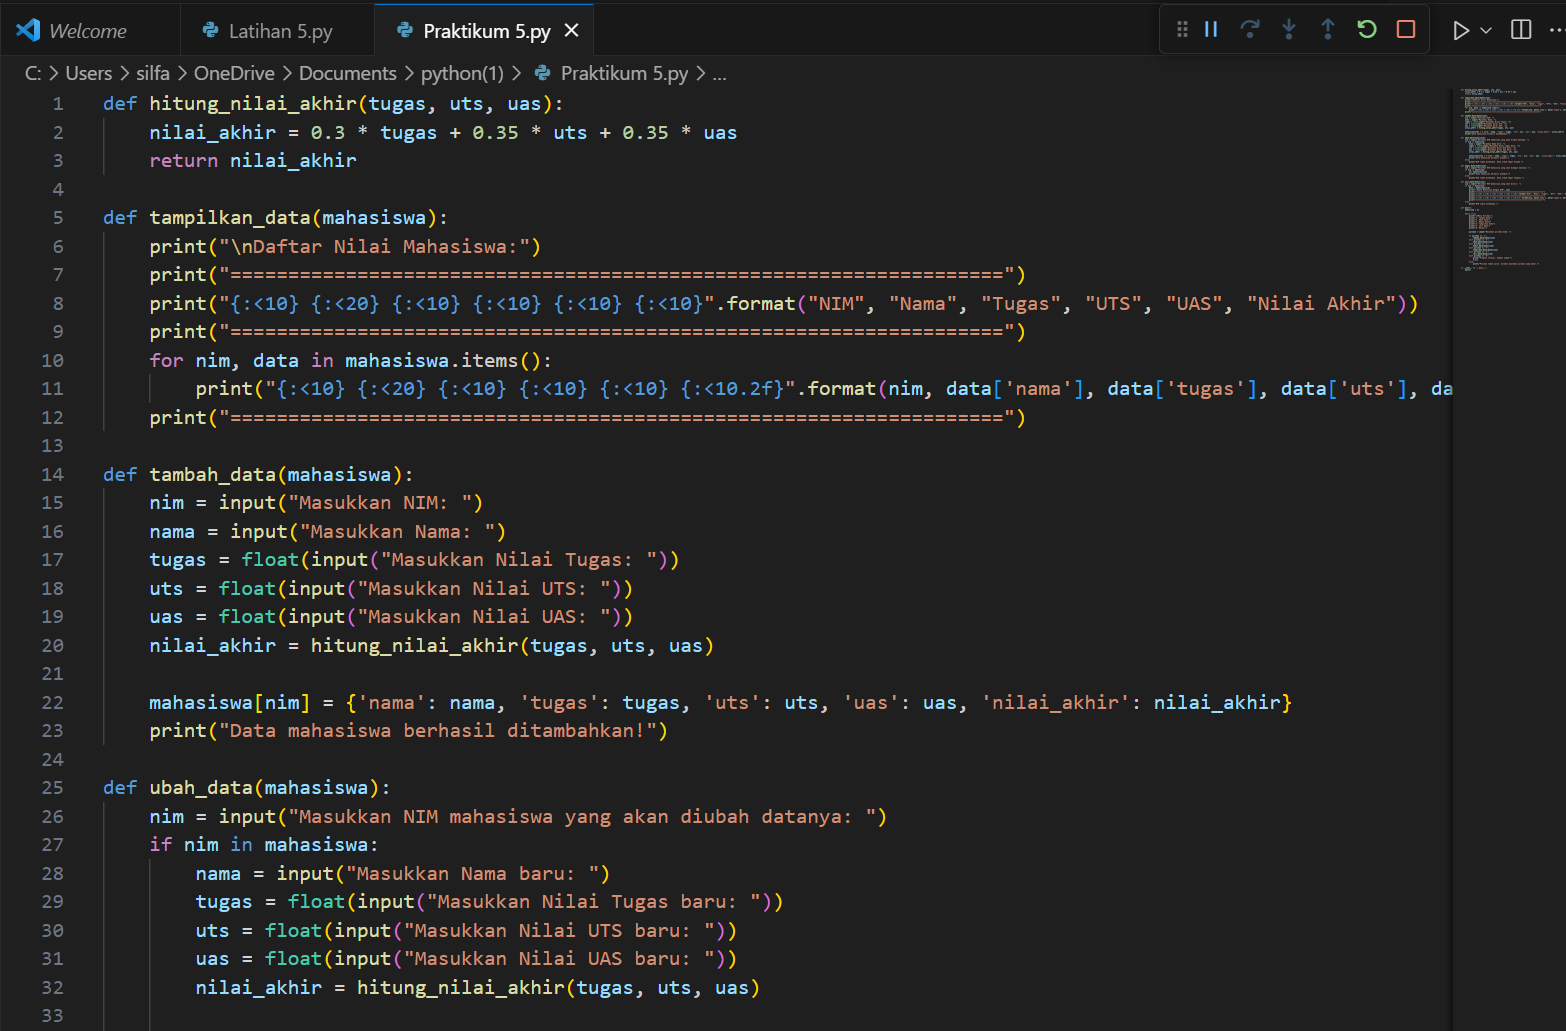 Welcome
Latihan 5.py
Praktikum 5.py
C: > Users > silfa > OneDrive > Documents > python(1) > Praktikum 5.py > ...
1 def hitung_nilai_akhir(tugas, uts, uas):
2     nilai_akhir = 0.3 * tugas + 0.35 * uts + 0.35 * uas
3     return nilai_akhir
4
5 def tampilkan_data(mahasiswa):
6     print("\nDaftar Nilai Mahasiswa:")
7     print("===================================================================")
8     print("{:<10} {:<20} {:<10} {:<10} {:<10} {:<10}".format("NIM", "Nama", "Tugas", "UTS", "UAS", "Nilai Akhir"))
9     print("===================================================================")
10     for nim, data in mahasiswa.items():
11         print("{:<10} {:<20} {:<10} {:<10} {:<10} {:<10.2f}".format(nim, data['nama'], data['tugas'], data['uts'], da
12     print("===================================================================")
13
14 def tambah_data(mahasiswa):
15     nim = input("Masukkan NIM: ")
16     nama = input("Masukkan Nama: ")
17     tugas = float(input("Masukkan Nilai Tugas: "))
18     uts = float(input("Masukkan Nilai UTS: "))
19     uas = float(input("Masukkan Nilai UAS: "))
20     nilai_akhir = hitung_nilai_akhir(tugas, uts, uas)
21
22     mahasiswa[nim] = {'nama': nama, 'tugas': tugas, 'uts': uts, 'uas': uas, 'nilai_akhir': nilai_akhir}
23     print("Data mahasiswa berhasil ditambahkan!")
24
25 def ubah_data(mahasiswa):
26     nim = input("Masukkan NIM mahasiswa yang akan diubah datanya: ")
27     if nim in mahasiswa:
28         nama = input("Masukkan Nama baru: ")
29         tugas = float(input("Masukkan Nilai Tugas baru: "))
30         uts = float(input("Masukkan Nilai UTS baru: "))
31         uas = float(input("Masukkan Nilai UAS baru: "))
32         nilai_akhir = hitung_nilai_akhir(tugas, uts, uas)
33